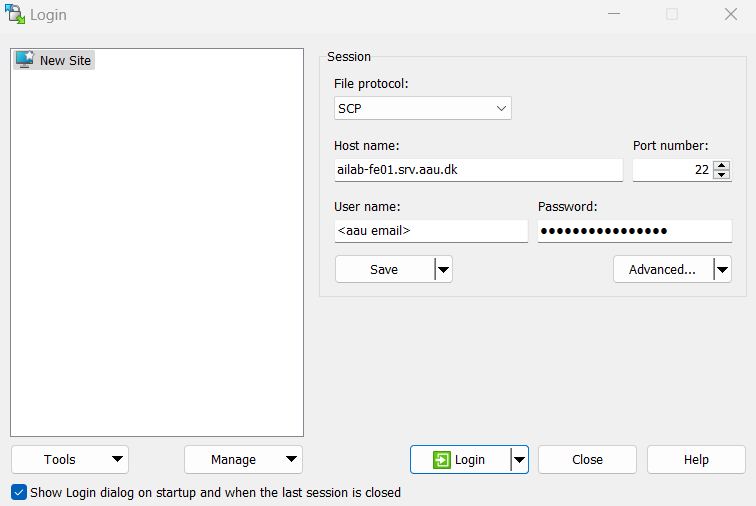 Login
New Site
Session
File protocol:
SCP
Host name:
Port number:
ailab-fe01.srv.aau.dk
22
User name:
Password:
<aau email>
●●●●●●●●●●●●●●●●
Save
Advanced...
Tools
Manage
Login
Close
Help
Show Login dialog on startup and when the last session is closed